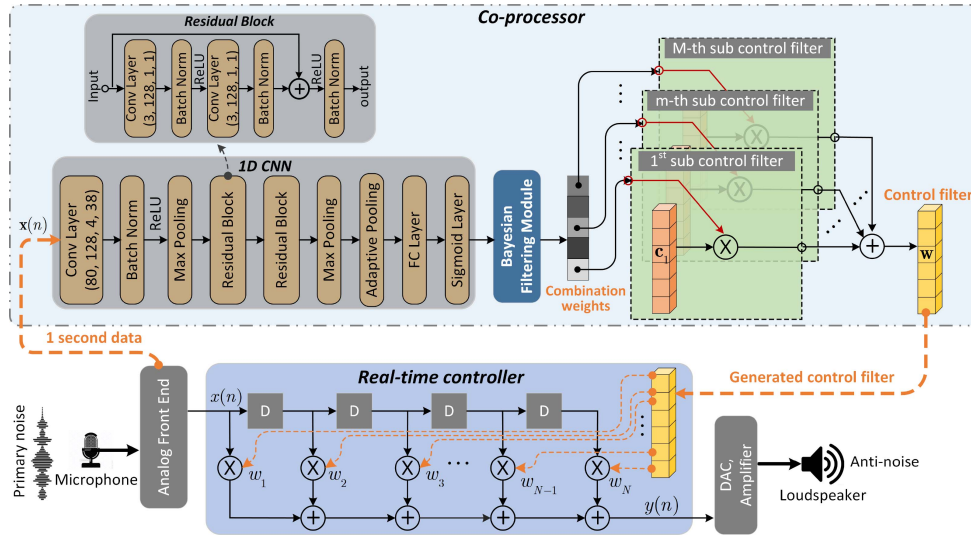 Co-processor
Residual Block
Input
Conv Layer
(3, 128, 1, 1)
Batch Norm
ReLU
Conv Layer
(3, 128, 1, 1)
Batch Norm
+
ReLU
Batch Norm
output
1D CNN
x(n)
Conv Layer
(80, 128, 4, 38)
Batch Norm
ReLU
Max Pooling
Residual Block
Residual Block
Max Pooling
Adaptive Pooling
FC Layer
Sigmoid Layer
Bayesian
Filtering Module
Combination
weights
M-th sub control filter
X
m-th sub control filter
X
1st sub control filter
c1
X
+
Control filter
w
1 second data
Generated control filter
Real-time controller
Primary noise
Microphone
Analog Front End
x(n)
D
D
D
D
X
w1
X
w2
X
w3
X
wN−1
X
wN
+
+
+
+
y(n)
DAC,
Amplifier
Anti-noise
Loudspeaker